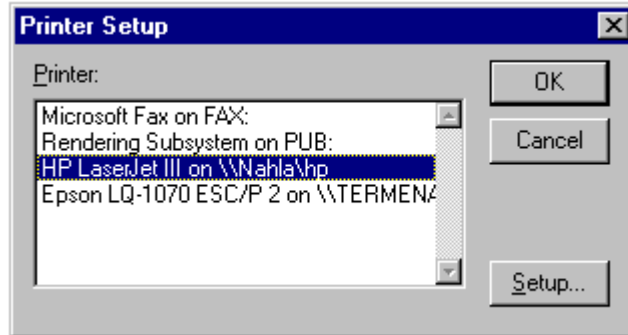 Printer Setup
Printer:
OK
Microsoft Fax on FAX:
Rendering Subsystem on PUB:
Cancel
HP LaserJet III on \\Nahla\hp
Epson LQ-1070 ESC/P 2 on \\TERMENA
Setup...